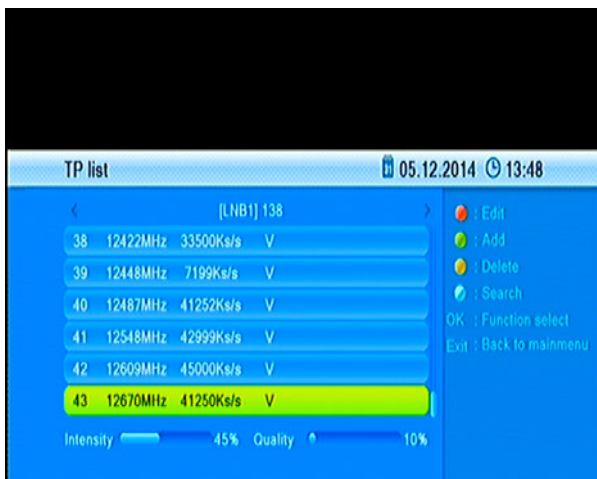 TP list 31 05.12.2014 13:48
[LNB1] 138
38 12422MHz 33500Ks/s V
39 12448MHz 7199Ks/s V
40 12487MHz 41252Ks/s V
41 12548MHz 42999Ks/s V
42 12609MHz 45000Ks/s V
43 12670MHz 41250Ks/s V
Intensity 45% Quality 10%
: Edit
: Add
: Delete
: Search
OK : Function select
Exit : Back to mainmenu